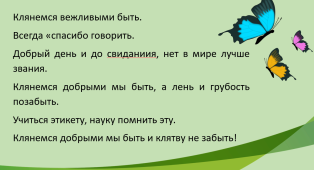 Клянемся вежливыми быть.
Всегда «спасибо говорить.
Добрый день и до свидания, нет в мире лучше
звания.
Клянемся добрыми мы быть, а лень и грубость
позабыть.
Учиться этикету, науку помнить эту.
Клянемся добрыми мы быть и клятву не забыть!